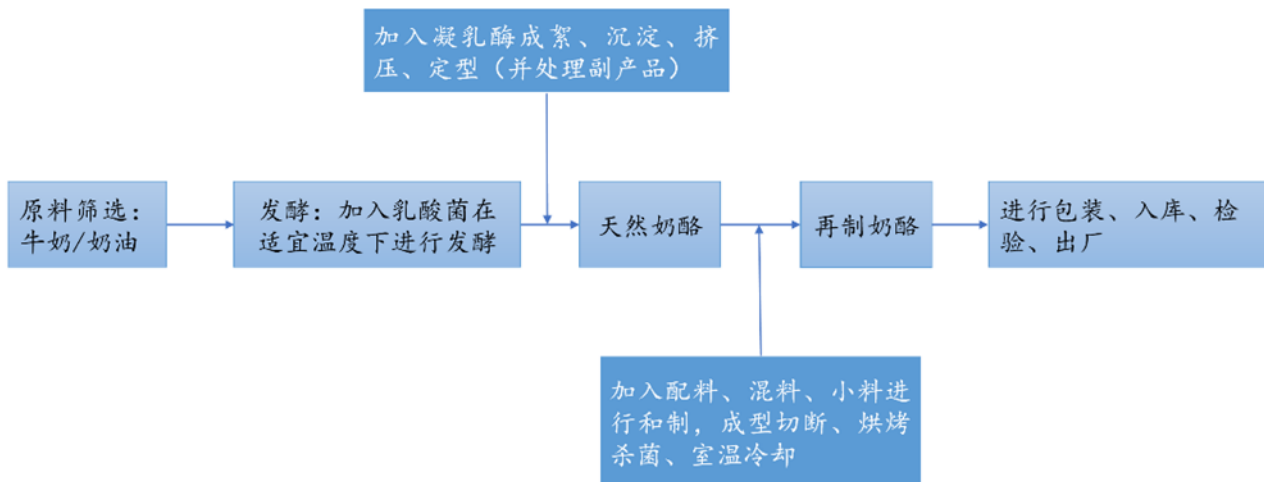 加入凝乳酶成絮、沉淀、挤
压、定型（并处理副产品）
原料筛选：
牛奶/奶油
发酵：加入乳酸菌在
适宜温度下进行发酵
天然奶酪
再制奶酪
进行包装、入库、检
验、出厂
加入配料、混料、小料进
行和制，成型切断、烘烤
杀菌、室温冷却